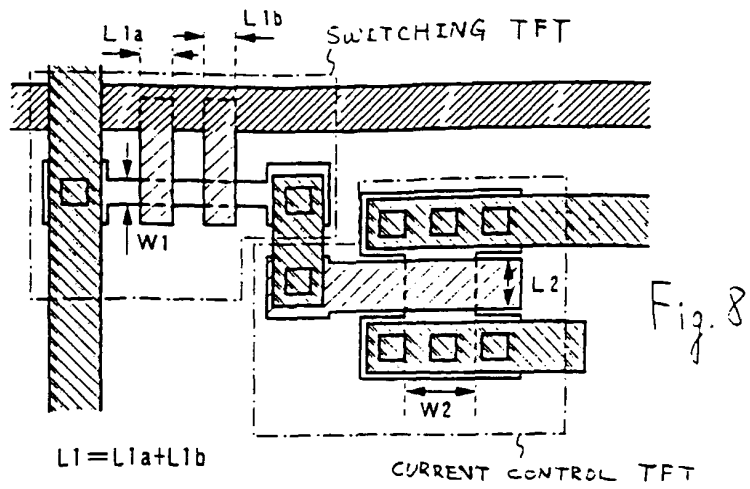 L1a
L1b
SWITCHING TFT
W1
L2
Fig. 8
W2
L1=L1a+L1b
CURRENT CONTROL TFT